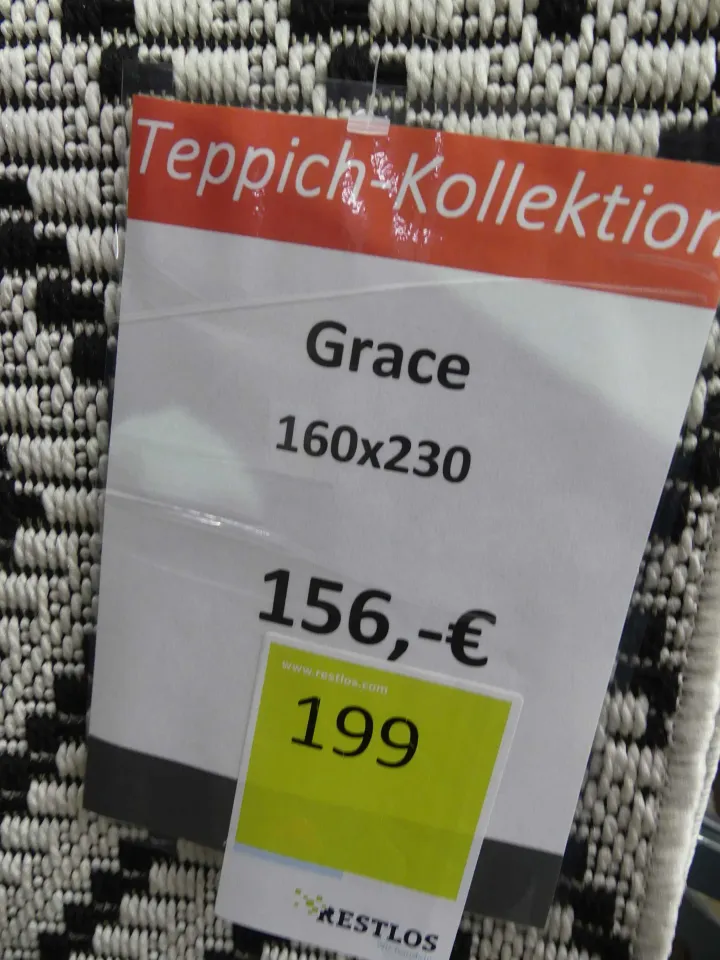 Teppich-Kollektion
Grace
160x230
156,-€
www.restlos.com
199
RESTLOS